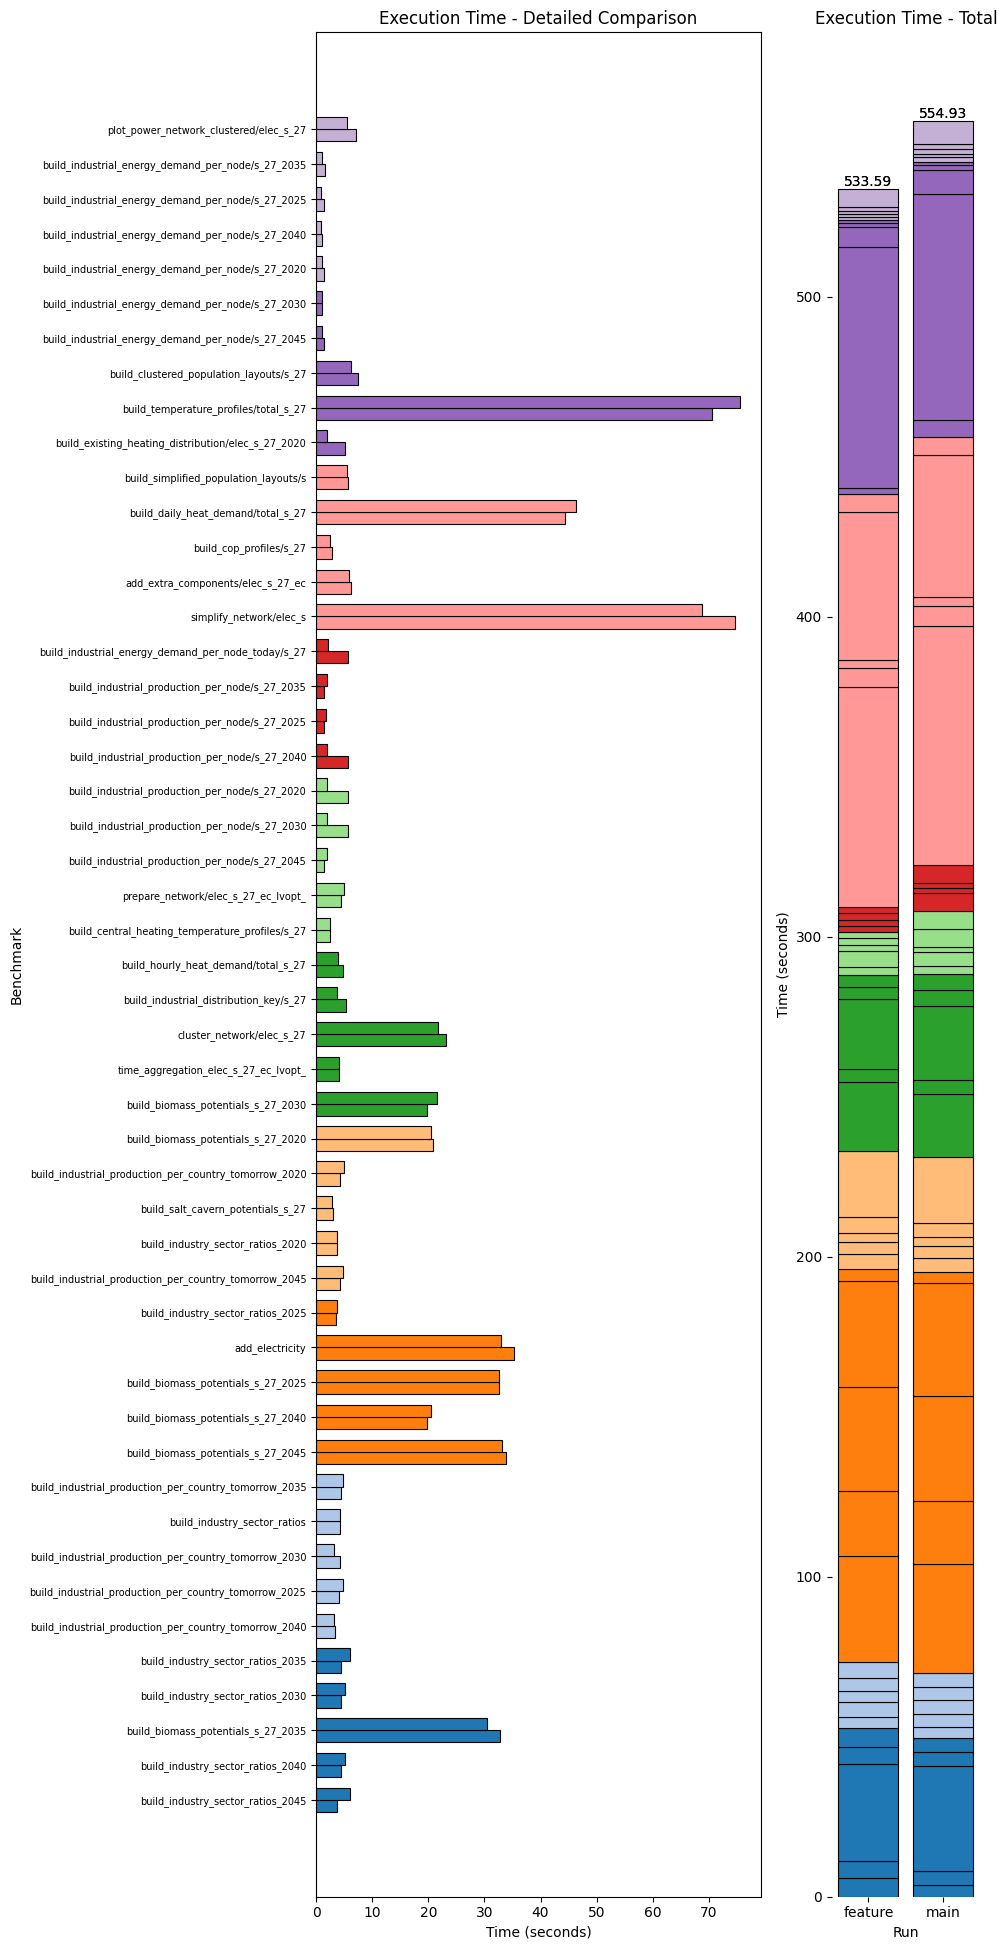 Execution Time - Detailed Comparison
Execution Time - Total
554.93
533.59
Benchmark
plot_power_network_clustered/elec_s_27
build_industrial_energy_demand_per_node/s_27_2035
build_industrial_energy_demand_per_node/s_27_2025
build_industrial_energy_demand_per_node/s_27_2040
build_industrial_energy_demand_per_node/s_27_2020
build_industrial_energy_demand_per_node/s_27_2030
build_industrial_energy_demand_per_node/s_27_2045
build_clustered_population_layouts/s_27
build_temperature_profiles/total_s_27
build_existing_heating_distribution/elec_s_27_2020
build_simplified_population_layouts/s
build_daily_heat_demand/total_s_27
build_cop_profiles/s_27
add_extra_components/elec_s_27_ec
simplify_network/elec_s
build_industrial_energy_demand_per_node_today/s_27
build_industrial_production_per_node/s_27_2035
build_industrial_production_per_node/s_27_2025
build_industrial_production_per_node/s_27_2040
build_industrial_production_per_node/s_27_2020
build_industrial_production_per_node/s_27_2030
build_industrial_production_per_node/s_27_2045
prepare_network/elec_s_27_ec_lvopt_
build_central_heating_temperature_profiles/s_27
build_hourly_heat_demand/total_s_27
build_industrial_distribution_key/s_27
cluster_network/elec_s_27
time_aggregation_elec_s_27_ec_lvopt_
build_biomass_potentials_s_27_2030
build_biomass_potentials_s_27_2020
build_industrial_production_per_country_tomorrow_2020
build_salt_cavern_potentials_s_27
build_industry_sector_ratios_2020
build_industrial_production_per_country_tomorrow_2045
build_industry_sector_ratios_2025
add_electricity
build_biomass_potentials_s_27_2025
build_biomass_potentials_s_27_2040
build_biomass_potentials_s_27_2045
build_industrial_production_per_country_tomorrow_2035
build_industry_sector_ratios
build_industrial_production_per_country_tomorrow_2030
build_industrial_production_per_country_tomorrow_2025
build_industrial_production_per_country_tomorrow_2040
build_industry_sector_ratios_2035
build_industry_sector_ratios_2030
build_biomass_potentials_s_27_2035
build_industry_sector_ratios_2040
build_industry_sector_ratios_2045
0 10 20 30 40 50 60 70
Time (seconds)
Time (seconds)
500
400
300
200
100
0
feature main
Run